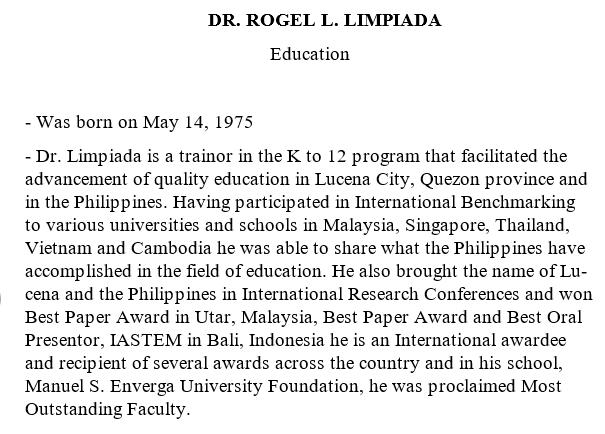 DR. ROGEL L. LIMPIADA
Education
- Was born on May 14, 1975
- Dr. Limpiada is a trainor in the K to 12 program that facilitated the
advancement of quality education in Lucena City, Quezon province and
in the Philippines. Having participated in International Benchmarking
to various universities and schools in Malaysia, Singapore, Thailand,
Vietnam and Cambodia he was able to share what the Philippines have
accomplished in the field of education. He also brought the name of Lu-
cena and the Philippines in International Research Conferences and won
Best Paper Award in Utar, Malaysia, Best Paper Award and Best Oral
Presentor, IASTEM in Bali, Indonesia he is an International awardee
and recipient of several awards across the country and in his school,
Manuel S. Enverga University Foundation, he was proclaimed Most
Outstanding Faculty.